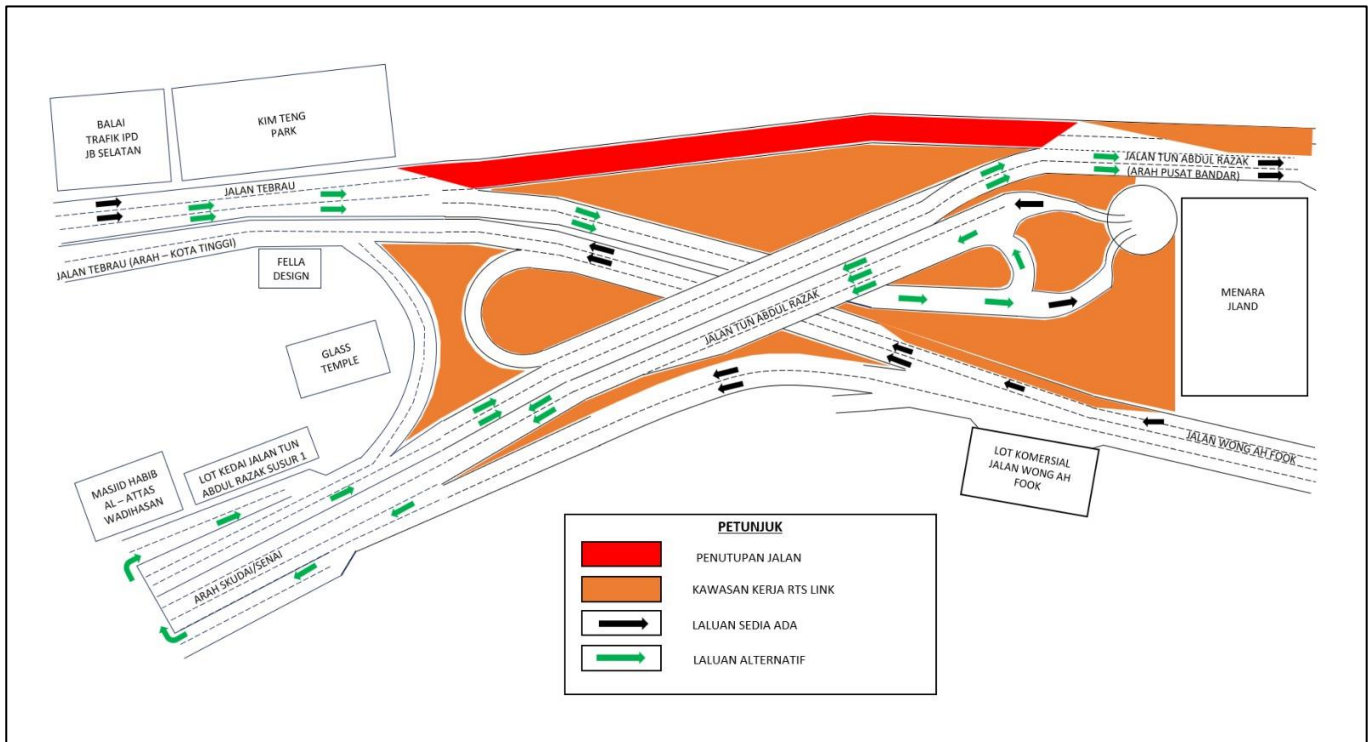 BALAI
TRAFIK IPD
JB SELATAN
KIM TENG
PARK
JALAN TEBRAU
JALAN TEBRAU (ARAH – KOTA TINGGI)
FELLA
DESIGN
GLASS
TEMPLE
LOT KEDAI JALAN TUN
ABDUL RAZAK SUSUR 1
MASJID HABIB
AL – ATTAS
WADIHASAN
ARAH SKUDAI/SENAI
JALAN TUN ABDUL RAZAK
JALAN TUN ABDUL RAZAK
(ARAH PUSAT BANDAR)
MENARA
JLAND
JALAN WONG AH FOOK
LOT KOMERSIAL
JALAN WONG AH
FOOK
PETUNJUK
PENUTUPAN JALAN
KAWASAN KERJA RTS LINK
LALUAN SEDIA ADA
LALUAN ALTERNATIF